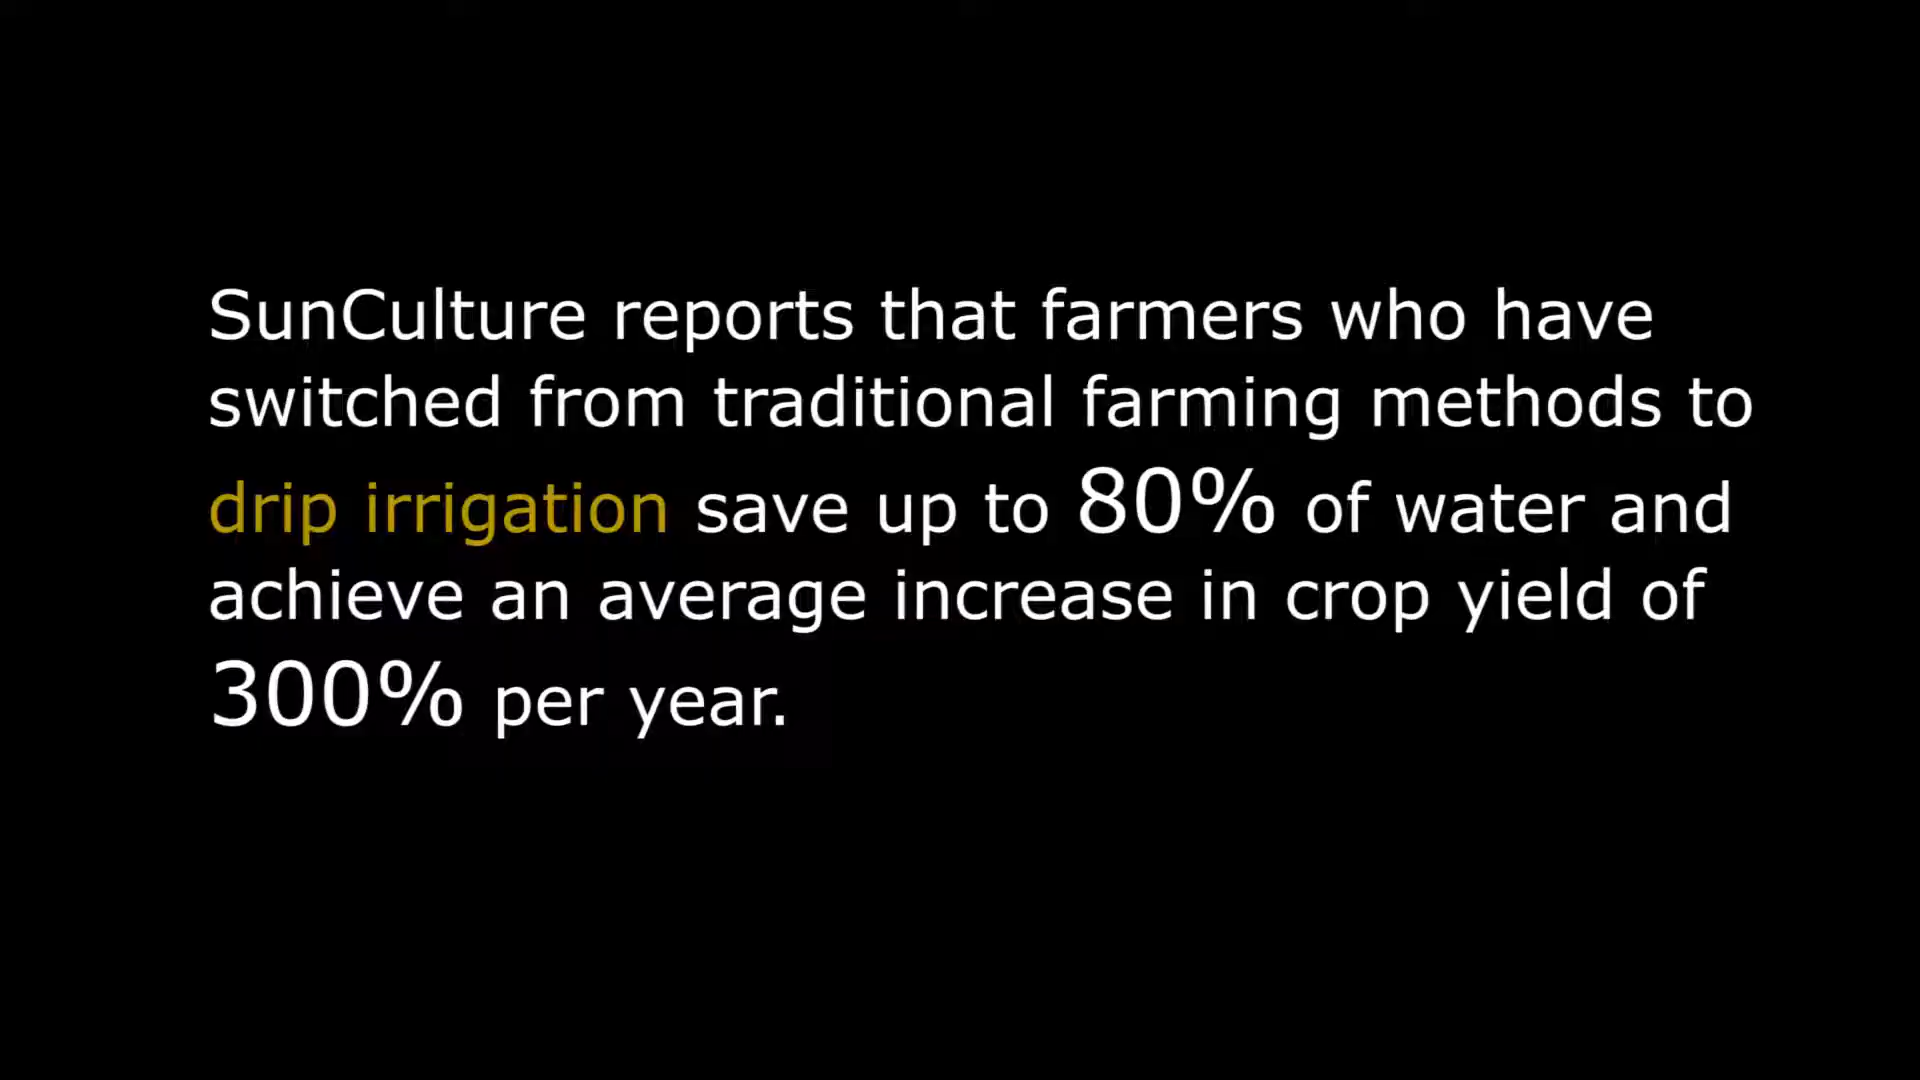 SunCulture reports that farmers who have
switched from traditional farming methods to
drip irrigation save up to 80% of water and
achieve an average increase in crop yield of
300% per year.